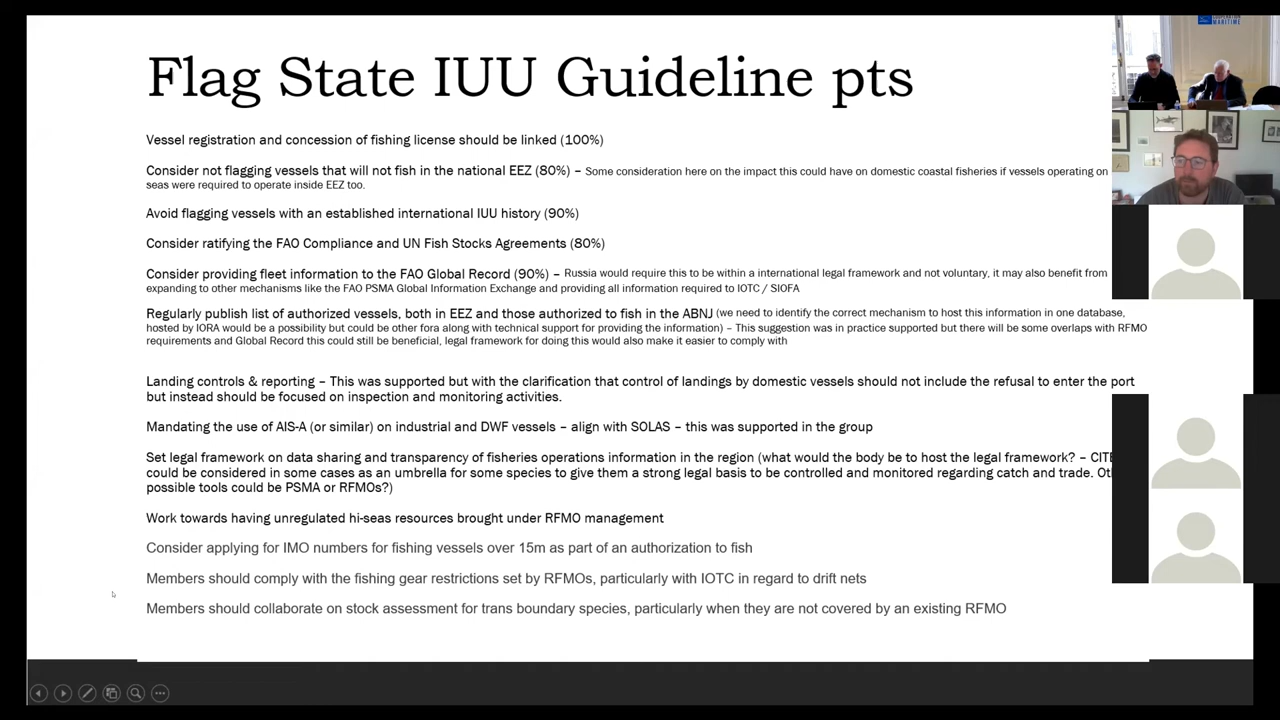 Flag State IUU Guideline pts
Vessel registration and concession of fishing license should be linked (100%)
Consider not flagging vessels that will not fish in the national EEZ (80%) – Some consideration here on the impact this could have on domestic coastal fisheries if vessels operating on
seas were required to operate inside EEZ too.
Avoid flagging vessels with an established international IUU history (90%)
Consider ratifying the FAO Compliance and UN Fish Stocks Agreements (80%)
Consider providing fleet information to the FAO Global Record (90%) – Russia would require this to be within a international legal framework and not voluntary, it may also benefit from
expanding to other mechanisms like the FAO PSMA Global Information Exchange and providing all information required to IOTC / SIOFA
Regularly publish list of authorized vessels, both in EEZ and those authorized to fish in the ABNJ (we need to identify the correct mechanism to host this information in one database,
hosted by IORA would be a possibility but could be other fora along with technical support for providing the information) – This suggestion was in practice supported but there will be some overlaps with RFMO
requirements and Global Record this could still be beneficial, legal framework for doing this would also make it easier to comply with
Landing controls & reporting – This was supported but with the clarification that control of landings by domestic vessels should not include the refusal to enter the port
but instead should be focused on inspection and monitoring activities.
Mandating the use of AIS-A (or similar) on industrial and DWF vessels – align with SOLAS – this was supported in the group
Set legal framework on data sharing and transparency of fisheries operations information in the region (what would the body be to host the legal framework? –
could be considered in some cases as an umbrella for some species to give them a strong legal basis to be controlled and monitored regarding catch and trade.
possible tools could be PSMA or RFMOs?)
Work towards having unregulated hi-seas resources brought under RFMO management
Consider applying for IMO numbers for fishing vessels over 15m as part of an authorization to fish
Members should comply with the fishing gear restrictions set by RFMOs, particularly with IOTC in regard to drift nets
Members should collaborate on stock assessment for trans boundary species, particularly when they are not covered by an existing RFMO
MARITIME